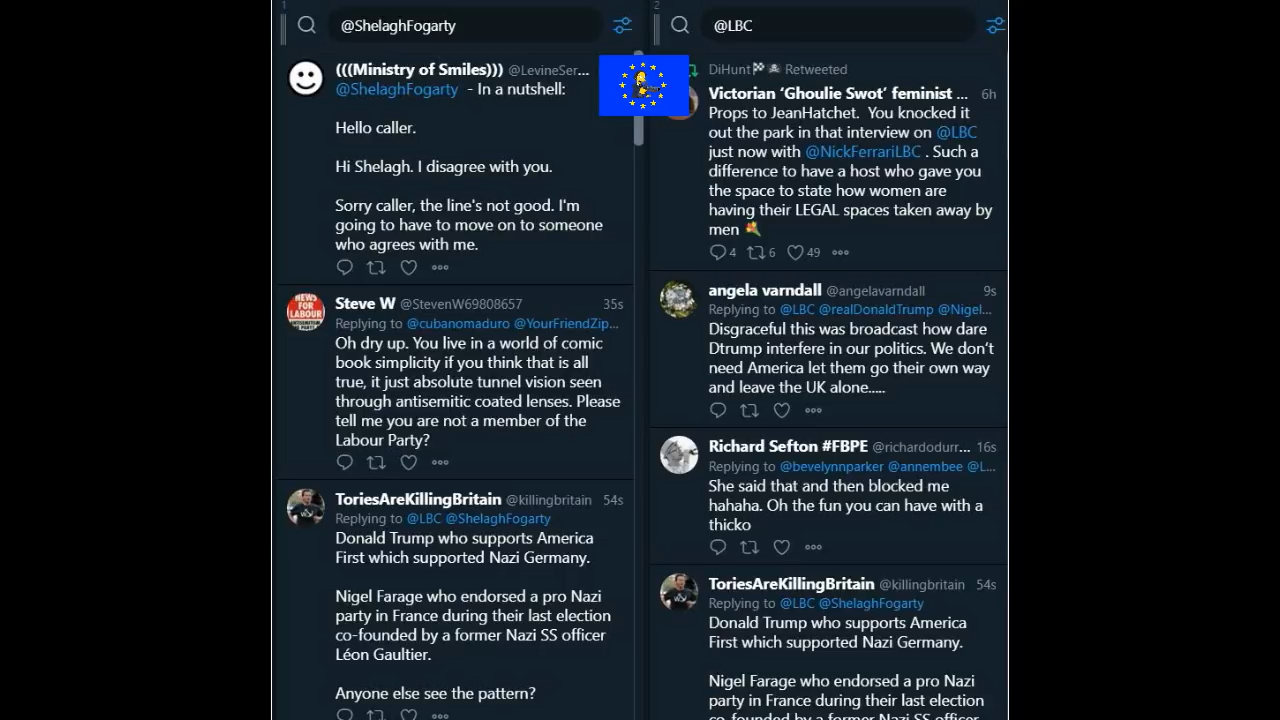 1
@ShelaghFogarty
(((Ministry of Smiles))) @LevineSer...
@ShelaghFogarty - In a nutshell:
Hello caller.
Hi Shelagh. I disagree with you.
Sorry caller, the line's not good. I'm
going to have to move on to someone
who agrees with me.
Steve W @StevenW69808657 35s
Replying to @cubanomaduro @YourFriendZip...
Oh dry up. You live in a world of comic
book simplicity if you think that is all
true, it just absolute tunnel vision seen
through antisemitic coated lenses. Please
tell me you are not a member of the
Labour Party?
NEWS
FOR
LABOUR
ToriesAreKillingBritain @killingbritain 54s
Replying to @LBC @ShelaghFogarty
Donald Trump who supports America
First which supported Nazi Germany.
Nigel Farage who endorsed a pro Nazi
party in France during their last election
co-founded by a former Nazi SS officer
Léon Gaultier.
Anyone else see the pattern?
2
@LBC
DiHunt Retweeted
Victorian ‘Ghoulie Swot’ feminist ... 6h
Props to JeanHatchet. You knocked it
out the park in that interview on @LBC
just now with @NickFerrariLBC . Such a
difference to have a host who gave you
the space to state how women are
having their LEGAL spaces taken away by
men
4 6 49
angela varndall @angelavarndall 9s
Replying to @LBC @realDonaldTrump @Nigel...
Disgraceful this was broadcast how dare
Dtrump interfere in our politics. We don’t
need America let them go their own way
and leave the UK alone.....
Richard Sefton #FBPE @richardodurr... 16s
Replying to @bevelynnparker @annembee @L...
She said that and then blocked me
hahaha. Oh the fun you can have with a
thicko
ToriesAreKillingBritain @killingbritain 54s
Replying to @LBC @ShelaghFogarty
Donald Trump who supports America
First which supported Nazi Germany.
Nigel Farage who endorsed a pro Nazi
party in France during their last election
co-founded by a former Nazi SS officer